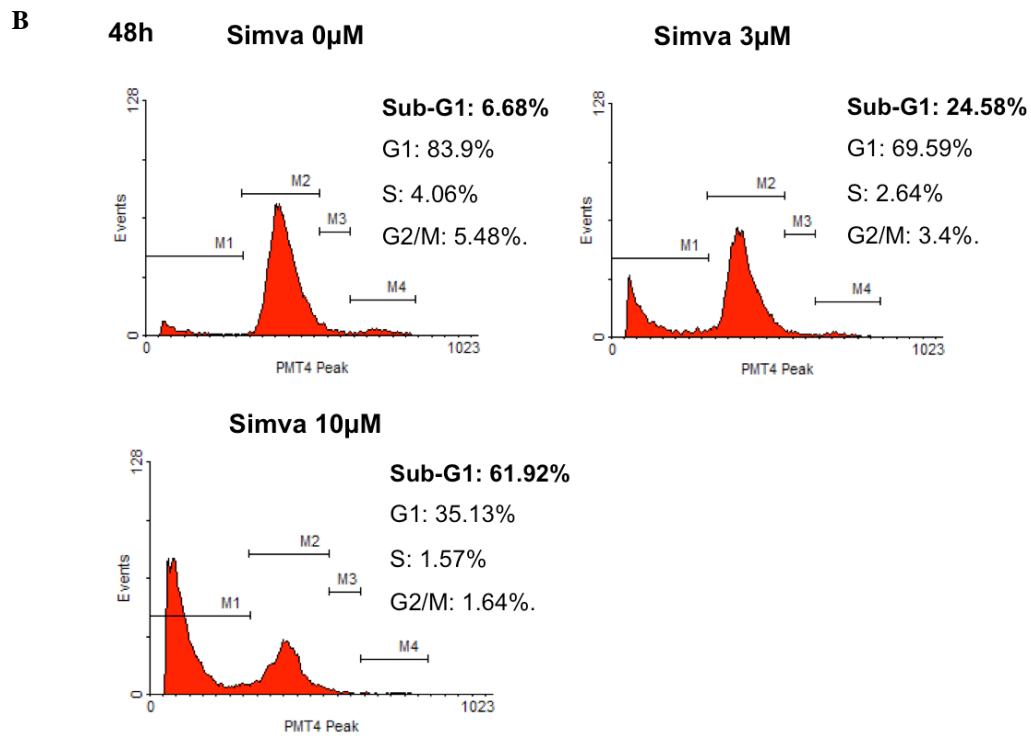 B
48h
Simva 0µM
128
Events
0
M1
M2
M3
M4
0
1023
PMT4 Peak
Sub-G1: 6.68%
G1: 83.9%
S: 4.06%
G2/M: 5.48%.
Simva 3µM
128
Events
0
M1
M2
M3
M4
0
1023
PMT4 Peak
Sub-G1: 24.58%
G1: 69.59%
S: 2.64%
G2/M: 3.4%.
Simva 10µM
128
Events
0
M1
M2
M3
M4
0
1023
PMT4 Peak
Sub-G1: 61.92%
G1: 35.13%
S: 1.57%
G2/M: 1.64%.